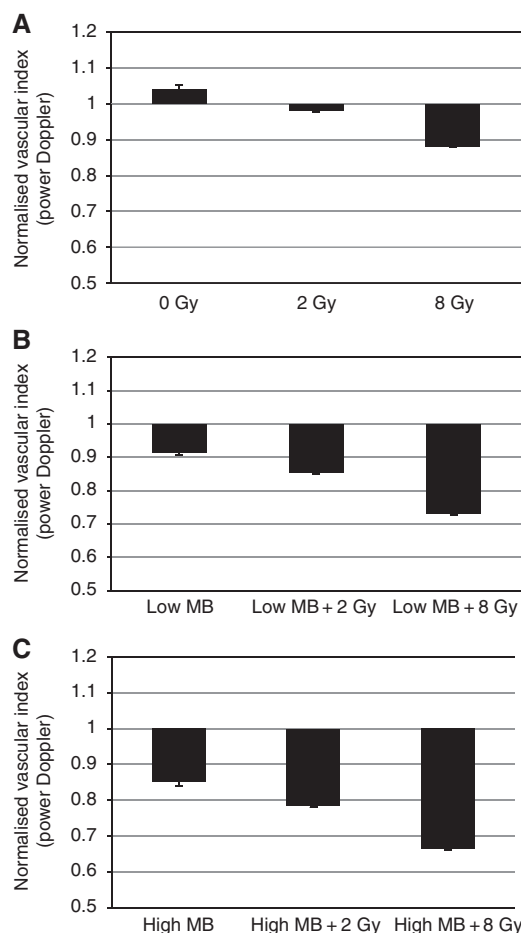 A
Normalised vascular index
(power Doppler)
1.2
1.1
1
0.9
0.8
0.7
0.6
0.5
0 Gy 2 Gy 8 Gy
B
Normalised vascular index
(power Doppler)
1.2
1.1
1
0.9
0.8
0.7
0.6
0.5
Low MB Low MB + 2 Gy Low MB + 8 Gy
C
Normalised vascular index
(power Doppler)
1.2
1.1
1
0.9
0.8
0.7
0.6
0.5
High MB High MB + 2 Gy High MB + 8 Gy